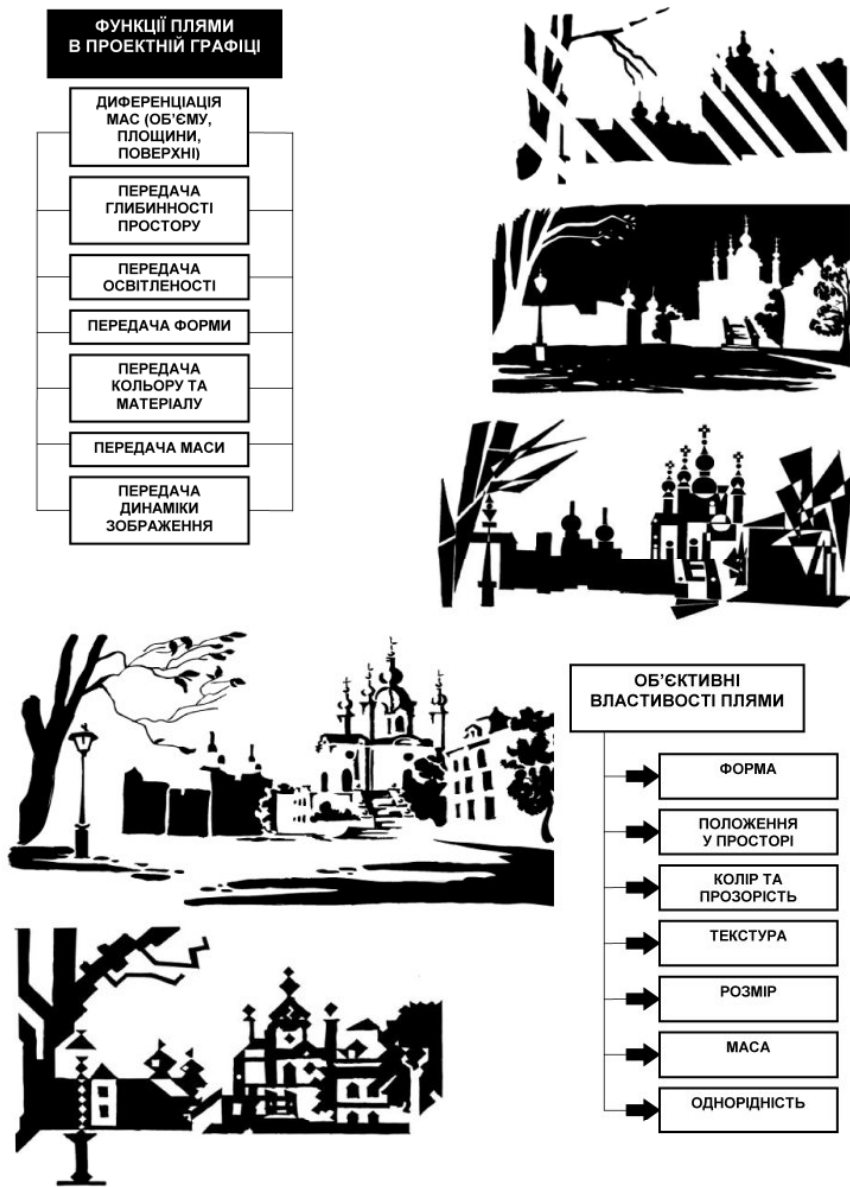 ФУНКЦІЇ ПЛЯМИ
В ПРОЕКТНІЙ ГРАФІЦІ
ДИФЕРЕНЦІАЦІЯ
МАС (ОБ’ЄМУ,
ПЛОЩИНИ,
ПОВЕРХНІ)
ПЕРЕДАЧА
ГЛИБИННОСТІ
ПРОСТОРУ
ПЕРЕДАЧА
ОСВІТЛЕНОСТІ
ПЕРЕДАЧА ФОРМИ
ПЕРЕДАЧА
КОЛЬОРУ ТА
МАТЕРІАЛУ
ПЕРЕДАЧА МАСИ
ПЕРЕДАЧА
ДИНАМІКИ
ЗОБРАЖЕННЯ
ОБ’ЄКТИВНІ
ВЛАСТИВОСТІ ПЛЯМИ
ФОРМА
ПОЛОЖЕННЯ
У ПРОСТОРІ
КОЛІР ТА
ПРОЗОРІСТЬ
ТЕКСТУРА
РОЗМІР
МАСА
ОДНОРІДНІСТЬ